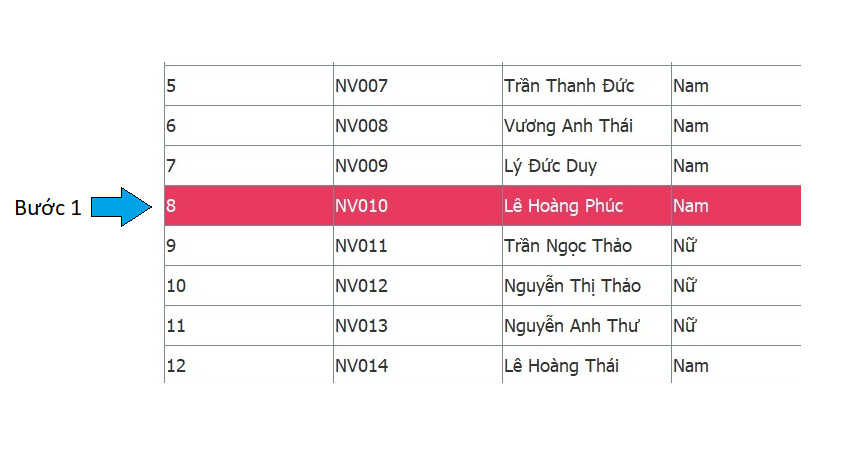 5 NV007 Trần Thanh Đức Nam
6 NV008 Vương Anh Thái Nam
7 NV009 Lý Đức Duy Nam
Bước 1 8 NV010 Lê Hoàng Phúc Nam
9 NV011 Trần Ngọc Thảo Nữ
10 NV012 Nguyễn Thị Thảo Nữ
11 NV013 Nguyễn Anh Thư Nữ
12 NV014 Lê Hoàng Thái Nam